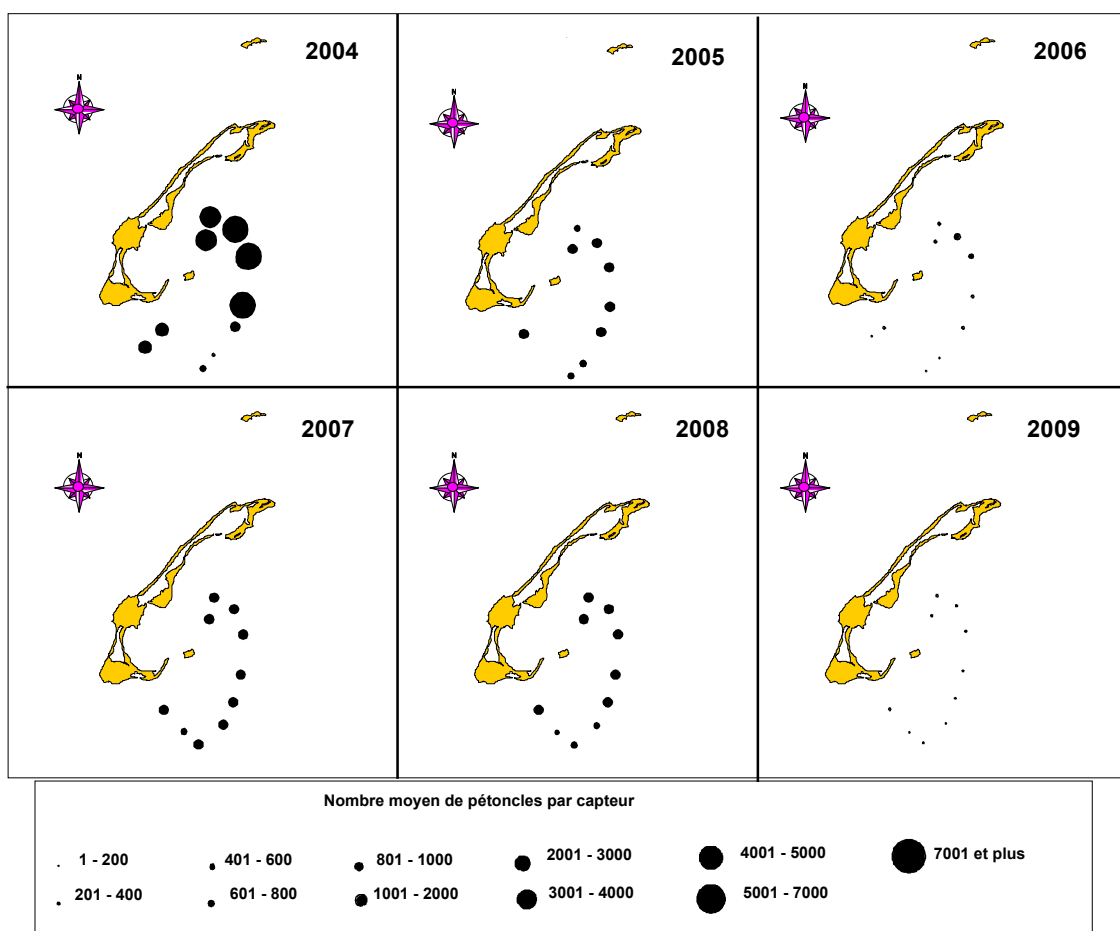 2004
2005
2006
N
N
N
2007
2008
2009
N
N
N
Nombre moyen de pétoncles par capteur
1 - 200
401 - 600
801 - 1000
2001 - 3000
4001 - 5000
7001 et plus
201 - 400
601 - 800
1001 - 2000
3001 - 4000
5001 - 7000